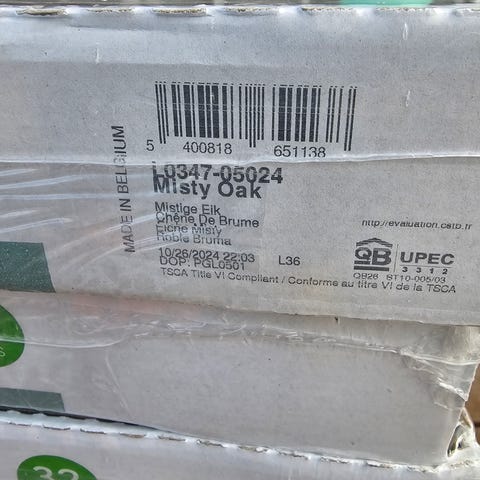 MADE IN BELGIUM
5 400818 651138
L0347-05024
Misty Oak
Mistige Eik
Chêne De Brume
Eiche Misty
Roble Bruma
10/26/2024 22:03 L36
DOP: PGL0501
TSCA Title VI Compliant / Conforme au titre VI de la TSCA
http://evaluation.cstb.fr
QB UPEC
3 3 1 2
QB26 ST10-005/03
33